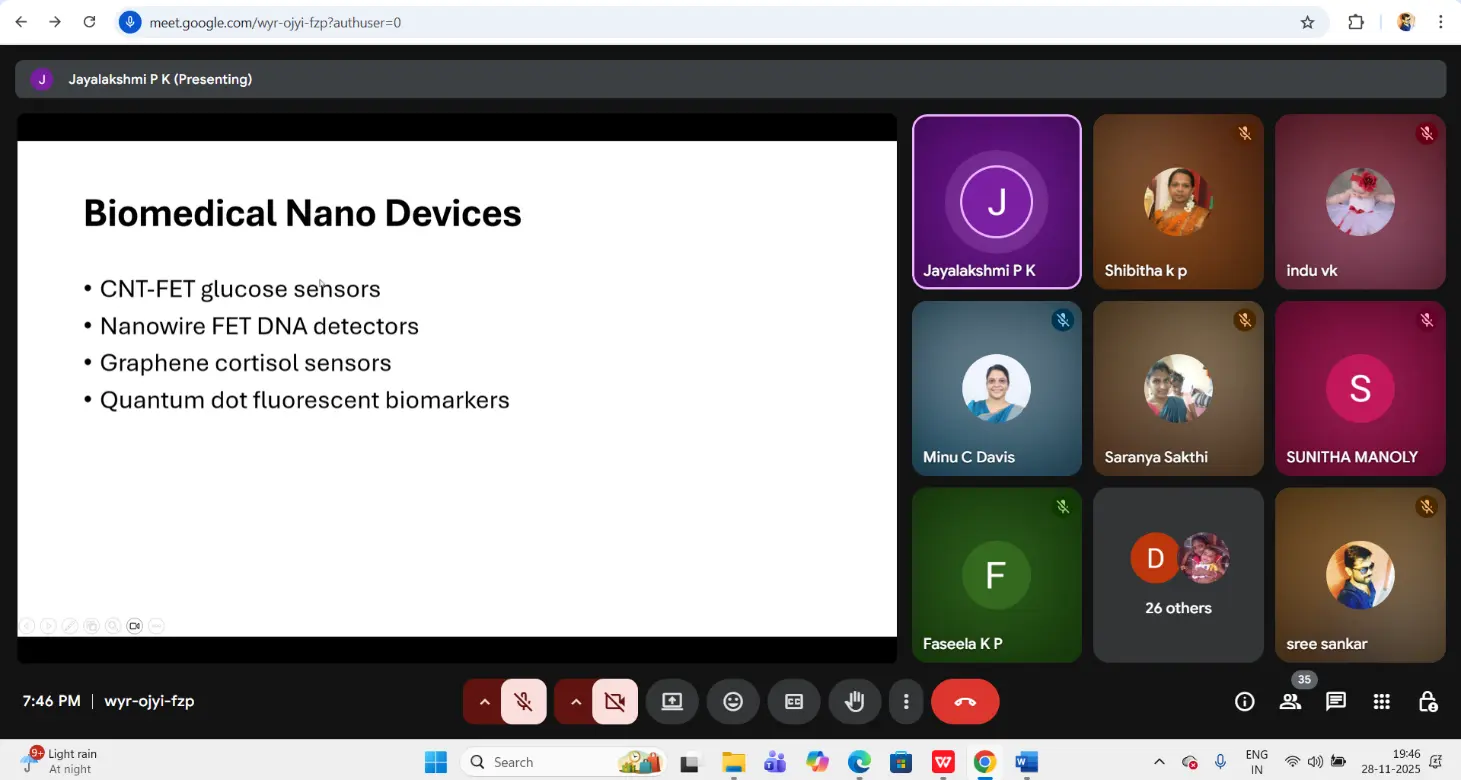 meet.google.com/wyr-ojyi-fzp?authuser=0
J
Jayalakshmi P K (Presenting)
Biomedical Nano Devices
• CNT-FET glucose sensors
• Nanowire FET DNA detectors
• Graphene cortisol sensors
• Quantum dot fluorescent biomarkers
J
Jayalakshmi P K
Shibitha k p
indu vk
Minu C Davis
Saranya Sakthi
S
SUNITHA MANOLY
F
Faseela K P
D
26 others
sree sankar
7:46 PM | wyr-ojyi-fzp
CC
35
9+
Light rain
At night
Search
W
W
ENG
IN
19:46
28-11-2025